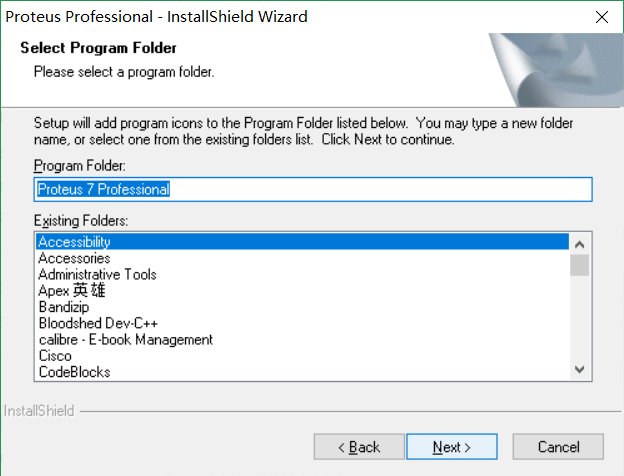 Proteus Professional - InstallShield Wizard
Select Program Folder
Please select a program folder.
Setup will add program icons to the Program Folder listed below.  You may type a new folder
name, or select one from the existing folders list.  Click Next to continue.
Program Folder:
Proteus 7 Professional
Existing Folders:
Accessibility
Accessories
Administrative Tools
Apex 英雄
Bandizip
Bloodshed Dev-C++
calibre - E-book Management
Cisco
CodeBlocks
InstallShield
< Back
Next >
Cancel